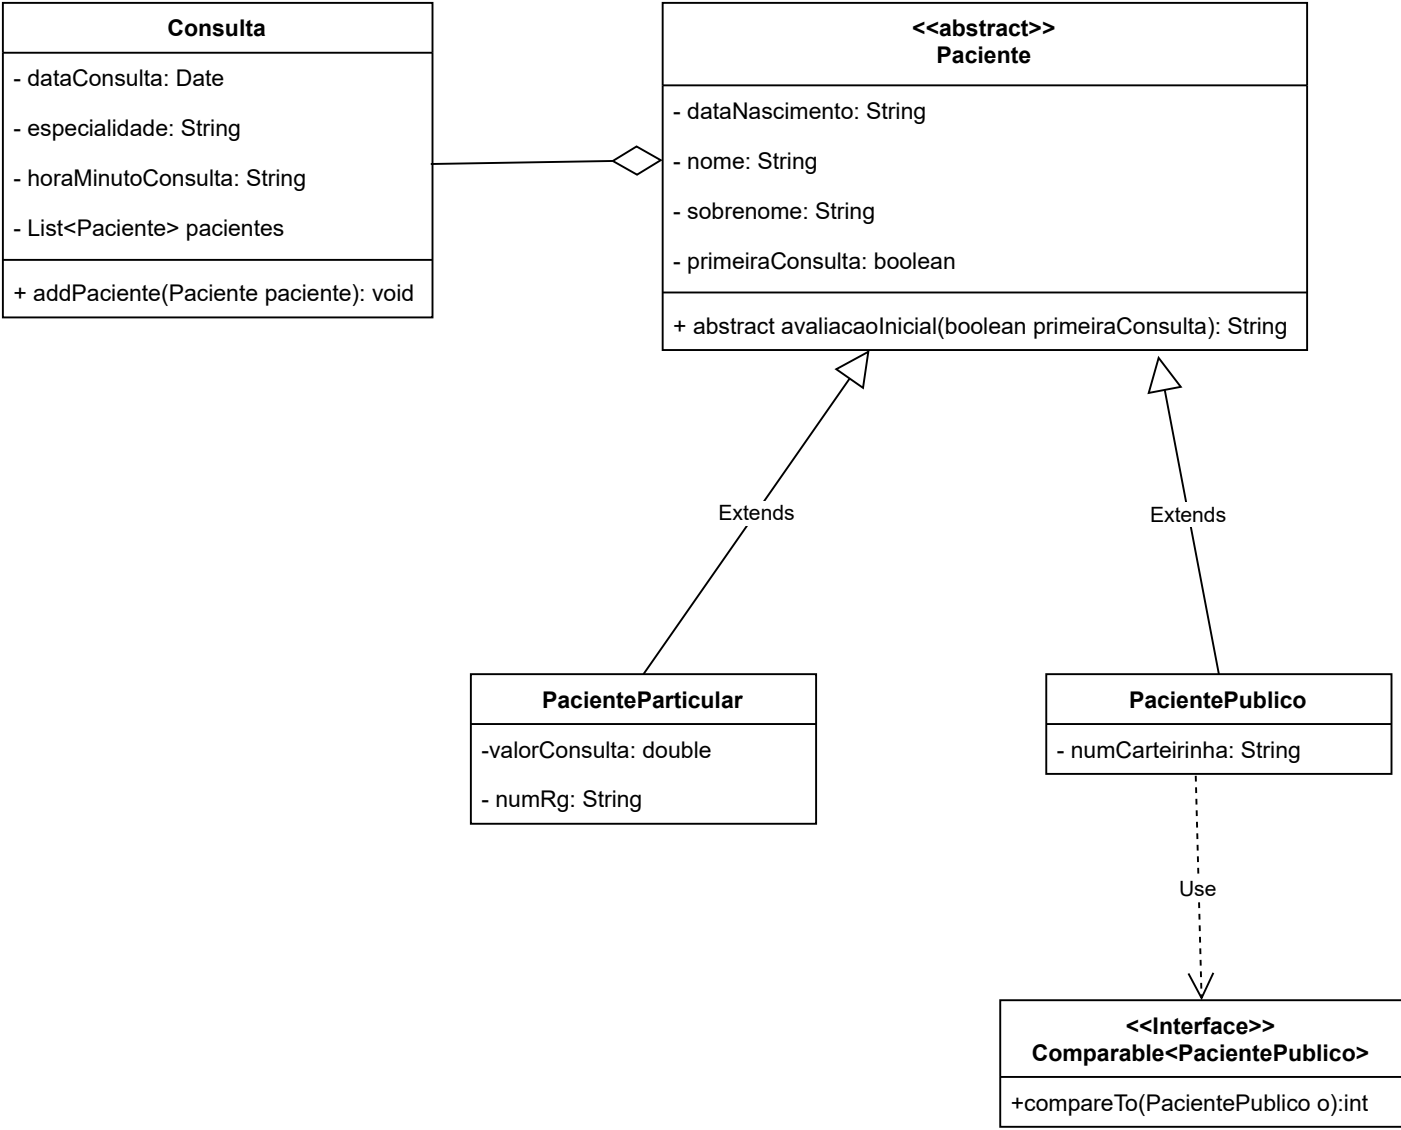 Consulta
- dataConsulta: Date
- especialidade: String
- horaMinutoConsulta: String
- List<Paciente> pacientes
+ addPaciente(Paciente paciente): void
<<abstract>>
Paciente
- dataNascimento: String
- nome: String
- sobrenome: String
- primeiraConsulta: boolean
+ abstract avaliacaoInicial(boolean primeiraConsulta): String
Extends
Extends
PacienteParticular
-valorConsulta: double
- numRg: String
PacientePublico
- numCarteirinha: String
Use
<<Interface>>
Comparable<PacientePublico>
+compareTo(PacientePublico o):int